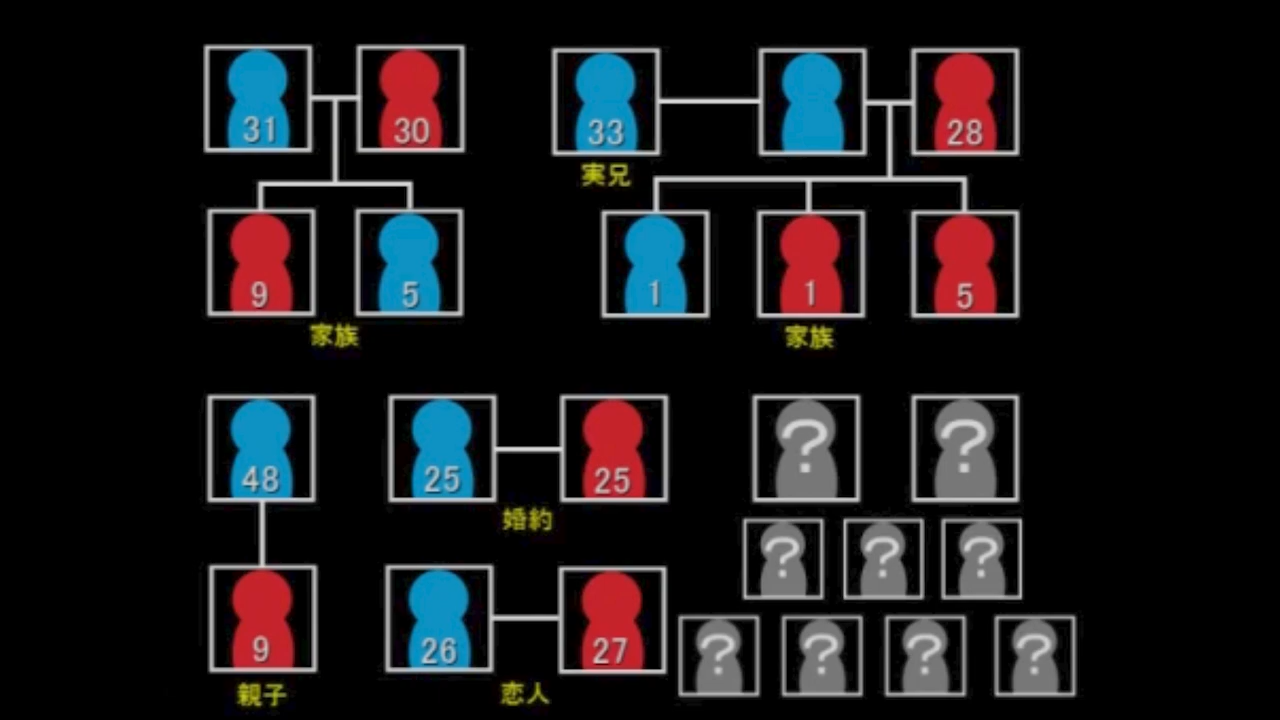 31 30
33 28
実兄
9 5
1 1 5
家族 家族
48 25 25 ? ?
婚約
? ? ?
9 26 27
? ? ? ?
親子 恋人